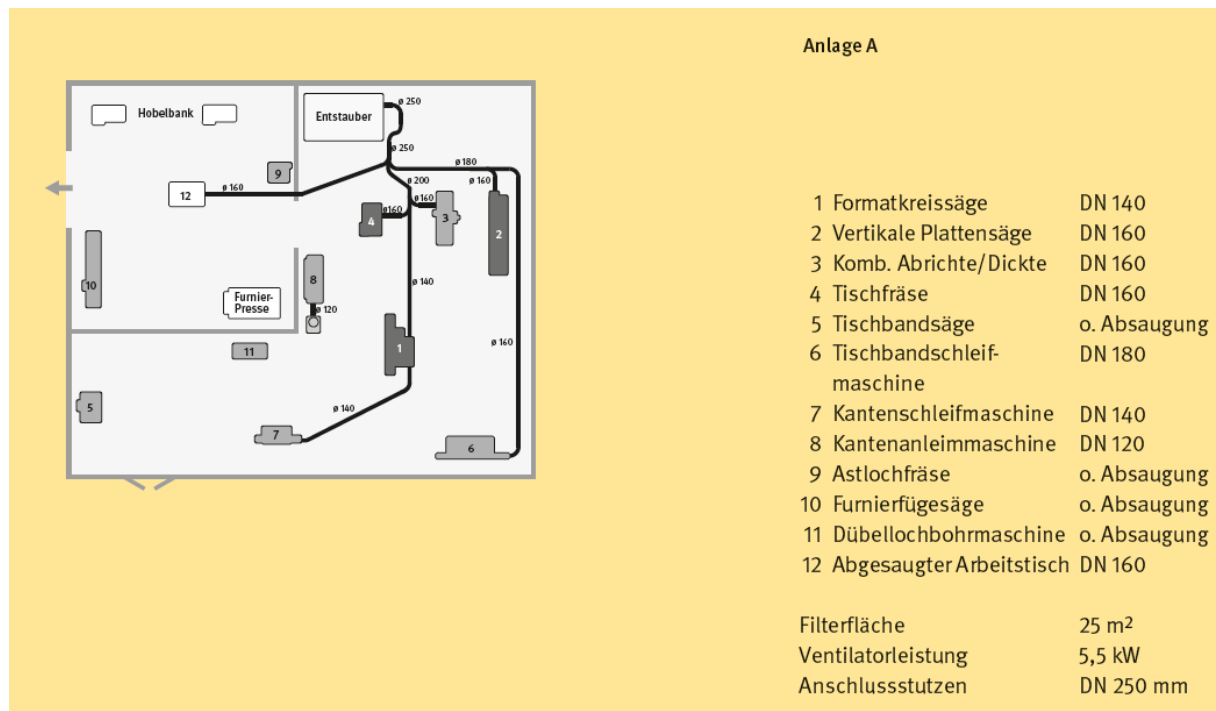 Anlage A
Hobelbank
Entstauber
ø 250
ø 250
ø 180
9
ø 160
12
ø 200
ø 160
ø160
ø160
4
3
2
8
10
ø 140
Furnier-
Presse
ø 120
1
11
ø 160
5
ø 140
7
6
1 Formatkreissäge DN 140
2 Vertikale Plattensäge DN 160
3 Komb. Abrichte/Dickte DN 160
4 Tischfräse DN 160
5 Tischbandsäge o. Absaugung
6 Tischbandschleif- DN 180
maschine
7 Kantenschleifmaschine DN 140
8 Kantenanleimmaschine DN 120
9 Astlochfräse o. Absaugung
10 Furnierfügesäge o. Absaugung
11 Dübellochbohrmaschine o. Absaugung
12 Abgesaugter Arbeitstisch DN 160
Filterfläche 25 m²
Ventilatorleistung 5,5 kW
Anschlussstutzen DN 250 mm